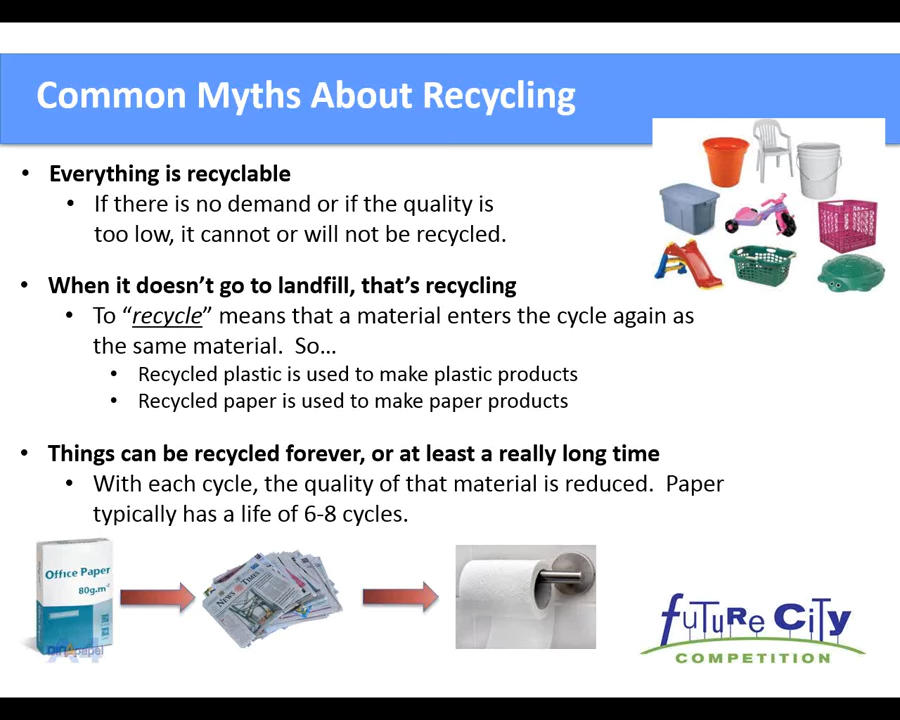 Common Myths About Recycling
• Everything is recyclable
• If there is no demand or if the quality is
too low, it cannot or will not be recycled.
• When it doesn’t go to landfill, that’s recycling
• To “recycle” means that a material enters the cycle again as
the same material. So…
• Recycled plastic is used to make plastic products
• Recycled paper is used to make paper products
• Things can be recycled forever, or at least a really long time
• With each cycle, the quality of that material is reduced. Paper
typically has a life of 6-8 cycles.
Office Paper
80g.m⁻²
A4
NEWS TIMES
FUTURE CITY
COMPETITION